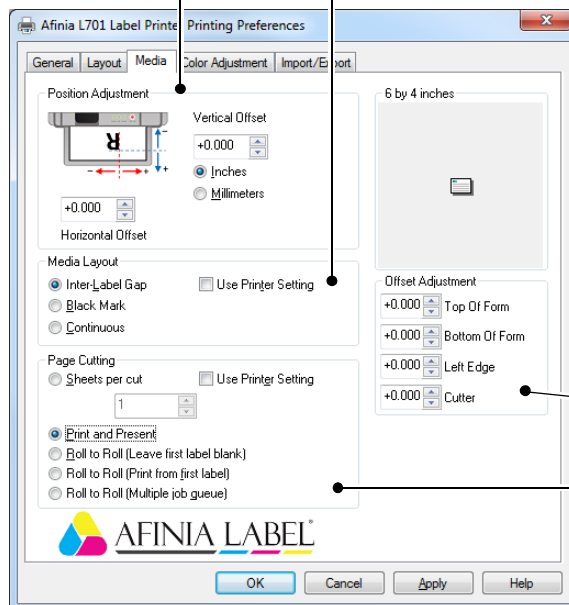 Afinia L701 Label Printer Printing Preferences
General
Layout
Media
Color Adjustment
Import/Export
Position Adjustment
R
- + - +
Vertical Offset
+0.000
Inches
Millimeters
+0.000
Horizontal Offset
6 by 4 inches
Media Layout
Inter-Label Gap
Use Printer Setting
Black Mark
Continuous
Offset Adjustment
+0.000 Top Of Form
+0.000 Bottom Of Form
+0.000 Left Edge
+0.000 Cutter
Page Cutting
Sheets per cut
Use Printer Setting
1
Print and Present
Roll to Roll (Leave first label blank)
Roll to Roll (Print from first label)
Roll to Roll (Multiple job queue)
AFINIA LABEL
OK
Cancel
Apply
Help